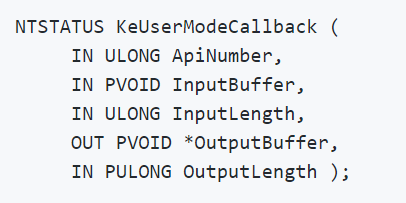 NTSTATUS KeUserModeCallback (
IN ULONG ApiNumber,
IN PVOID InputBuffer,
IN ULONG InputLength,
OUT PVOID *OutputBuffer,
IN PULONG OutputLength );